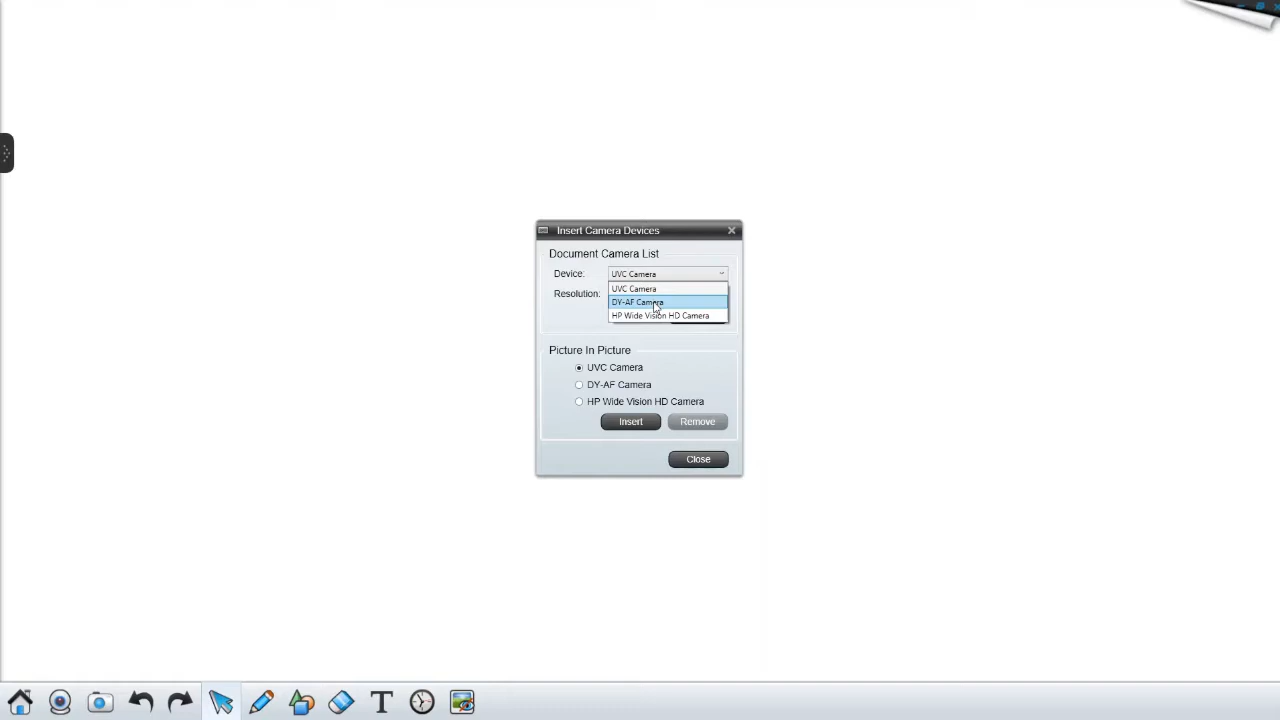 Insert Camera Devices
Document Camera List
Device: UVC Camera
UVC Camera
Resolution:
DY-AF Camera
HP Wide Vision HD Camera
Picture In Picture
UVC Camera
DY-AF Camera
HP Wide Vision HD Camera
Insert Remove
Close
T